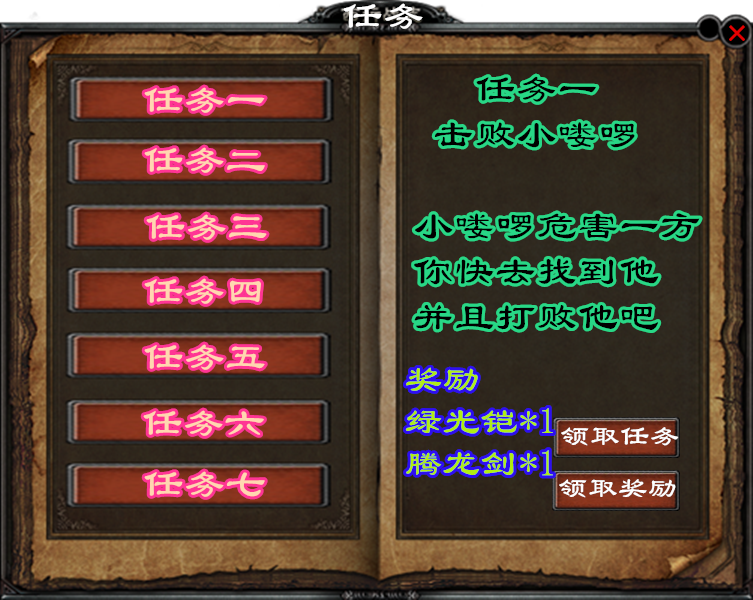 任务
任务一
任务二
任务三
任务四
任务五
任务六
任务七
任务一
击败小喽啰
小喽啰危害一方
你快去找到他
并且打败他吧
奖励
绿光铠*1
腾龙剑*1
领取任务
领取奖励